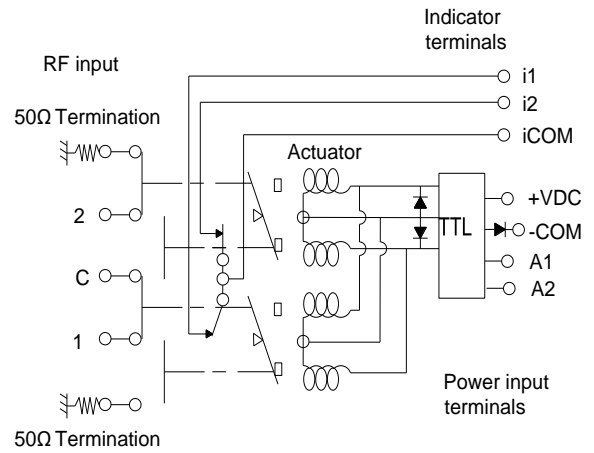 Indicator
terminals
RF input
i1
i2
50Ω Termination
iCOM
Actuator
+VDC
2
TTL
-COM
C
A1
A2
1
Power input
terminals
50Ω Termination